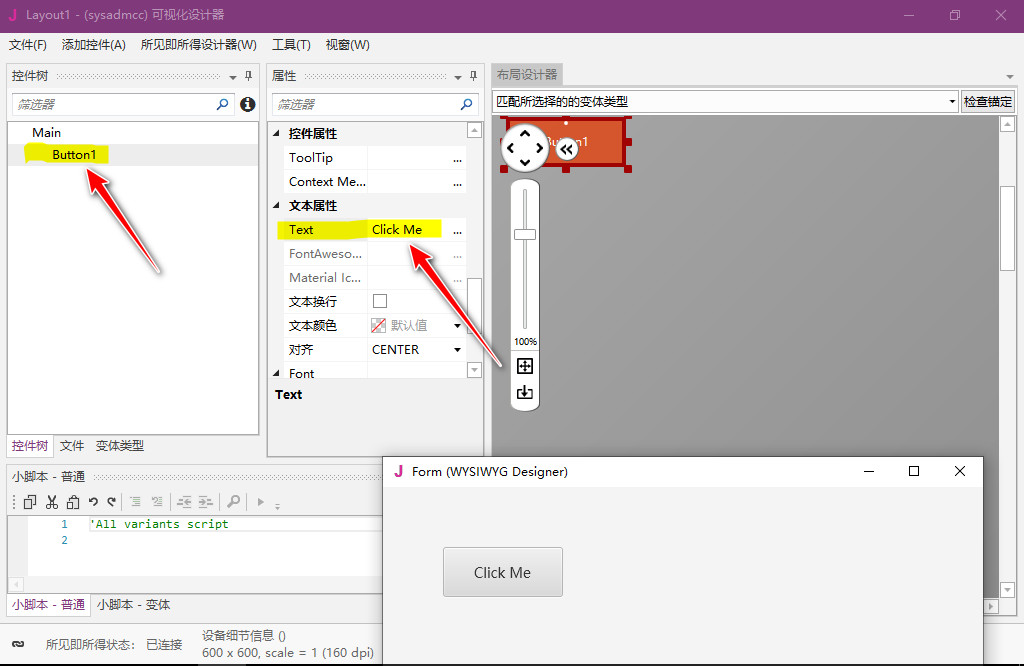 Layout1 - (sysadmcc) 可视化设计器
文件(F) 添加控件(A) 所见即所得设计器(W) 工具(T) 视窗(W)
控件树
筛选器
Main
Button1
控件树 文件 变体类型
属性
筛选器
控件属性
ToolTip ...
Context Me... ...
文本属性
Text Click Me ...
FontAweso... ...
Material Ic... ...
文本换行
文本颜色 默认值
对齐 CENTER
Font
Text
布局设计器
匹配所选择的的变体类型 检查锚定
100%
小脚本 - 普通
1 'All variants script
2
小脚本 - 普通 小脚本 - 变体
所见即所得状态: 已连接
设备细节信息 ()
600 x 600, scale = 1 (160 dpi)
Form (WYSIWYG Designer)
Click Me